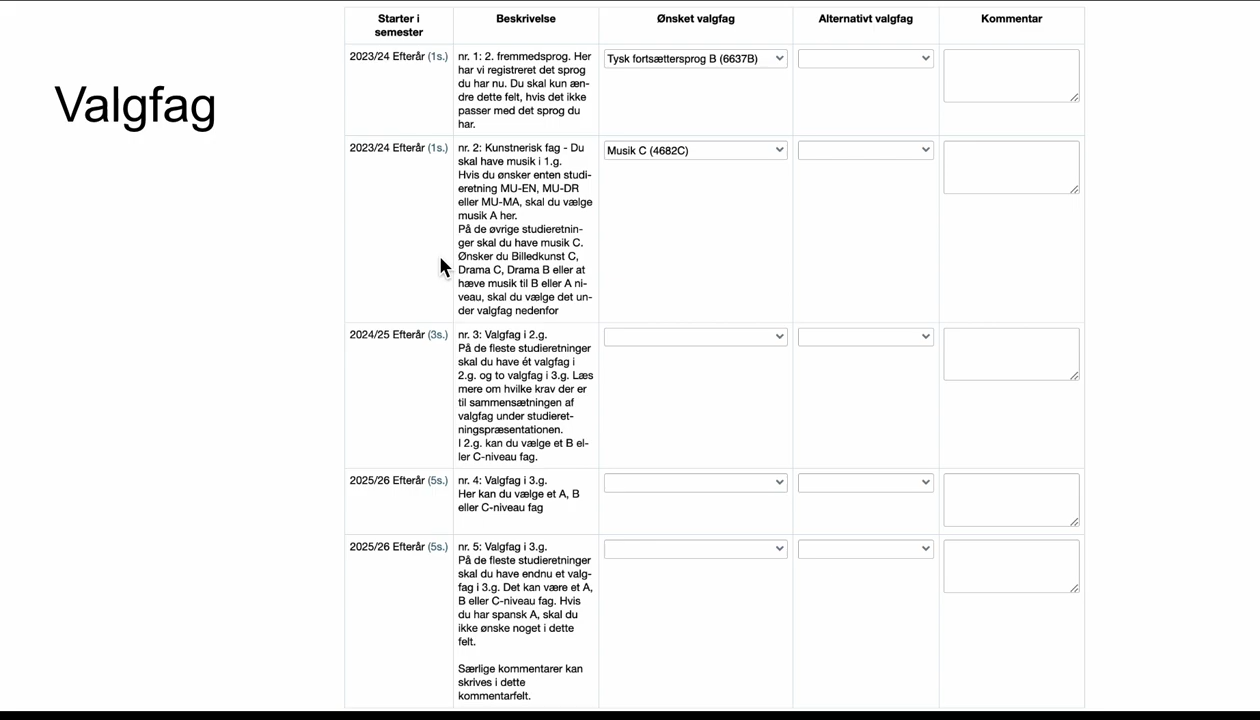 Valgfag
Starter i
semester
Beskrivelse
Ønsket valgfag
Alternativt valgfag
Kommentar
2023/24 Efterår (1s.)
nr. 1: 2. fremmedsprog. Her
har vi registreret det sprog
du har nu. Du skal kun æn-
dre dette felt, hvis det ikke
passer med det sprog du
har.
Tysk fortsættersprog B (6637B)
2023/24 Efterår (1s.)
nr. 2: Kunstnerisk fag - Du
skal have musik i 1.g.
Hvis du ønsker enten studi-
eretning MU-EN, MU-DR
eller MU-MA, skal du vælge
musik A her.
På de øvrige studieretnin-
ger skal du have musik C.
Ønsker du Billedkunst C,
Drama C, Drama B eller at
hæve musik til B eller A ni-
veau, skal du vælge det un-
der valgfag nedenfor
Musik C (4682C)
2024/25 Efterår (3s.)
nr. 3: Valgfag i 2.g.
På de fleste studieretninger
skal du have ét valgfag i
2.g. og to valgfag i 3.g. Læs
mere om hvilke krav der er
til sammensætningen af
valgfag under studieret-
ningspræsentationen.
I 2.g. kan du vælge et B el-
ler C-niveau fag.
2025/26 Efterår (5s.)
nr. 4: Valgfag i 3.g.
Her kan du vælge et A, B
eller C-niveau fag
2025/26 Efterår (5s.)
nr. 5: Valgfag i 3.g.
På de fleste studieretninger
skal du have endnu et valg-
fag i 3.g. Det kan være et A,
B eller C-niveau fag. Hvis
du har spansk A, skal du
ikke ønske noget i dette
felt.
Særlige kommentarer kan
skrives i dette
kommentarfelt.